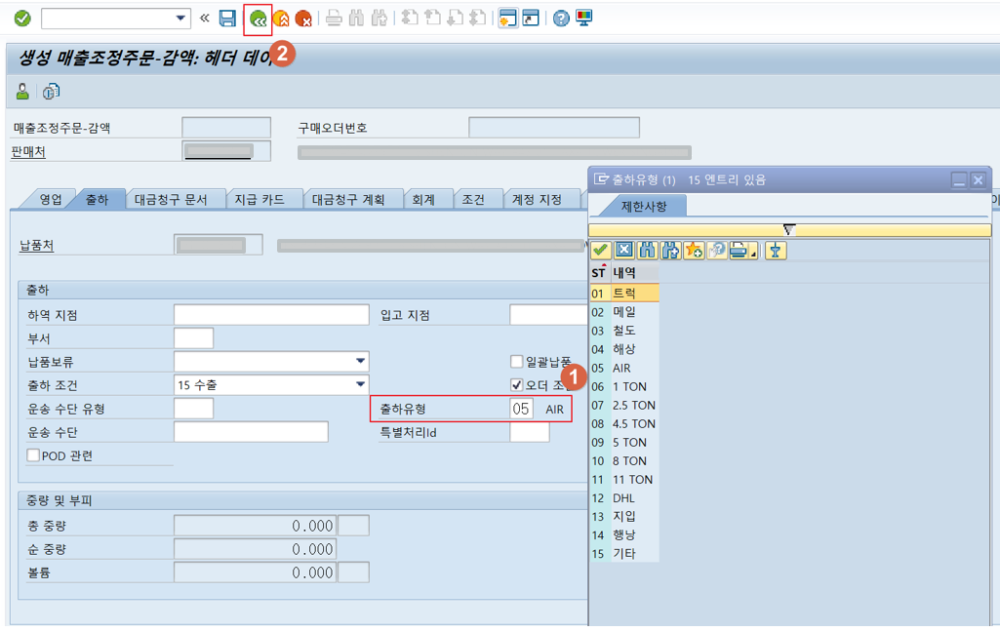 2
생성 매출조정주문-감액: 헤더
매출조정주문-감액 구매오더번호
판매처
영업 출하 대금청구 문서 지급 카드 대금청구 계획 회계 조건 계정 지정
납품처
출하
하역 지점 입고 지점
부서
납품보류 일괄납품
1
출하 조건 15 수출 오더
운송 수단 유형 출하유형 05 AIR
운송 수단 특별처리Id
POD 관련
중량 및 부피
총 중량 0.000
순 중량 0.000
볼륨 0.000
출하유형 (1) 15 엔트리 있음
제한사항
ST 내역
01 트럭
02 메일
03 철도
04 해상
05 AIR
06 1 TON
07 2.5 TON
08 4.5 TON
09 5 TON
10 8 TON
11 11 TON
12 DHL
13 지입
14 행낭
15 기타